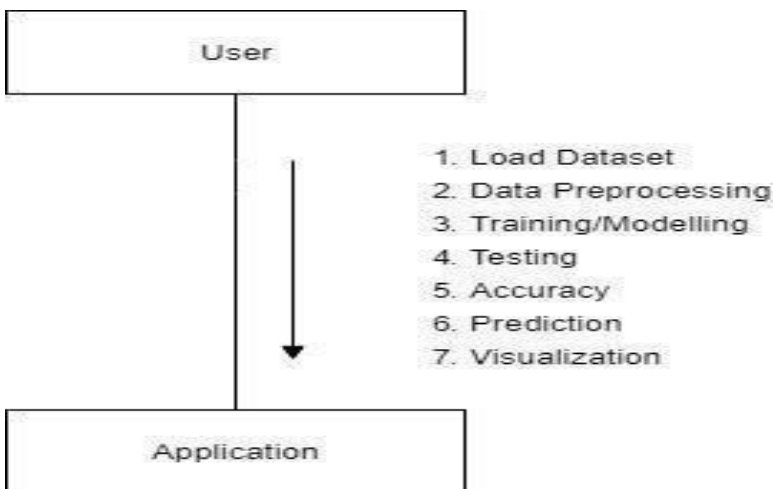 User
1. Load Dataset
2. Data Preprocessing
3. Training/Modelling
4. Testing
5. Accuracy
6. Prediction
7. Visualization
Application